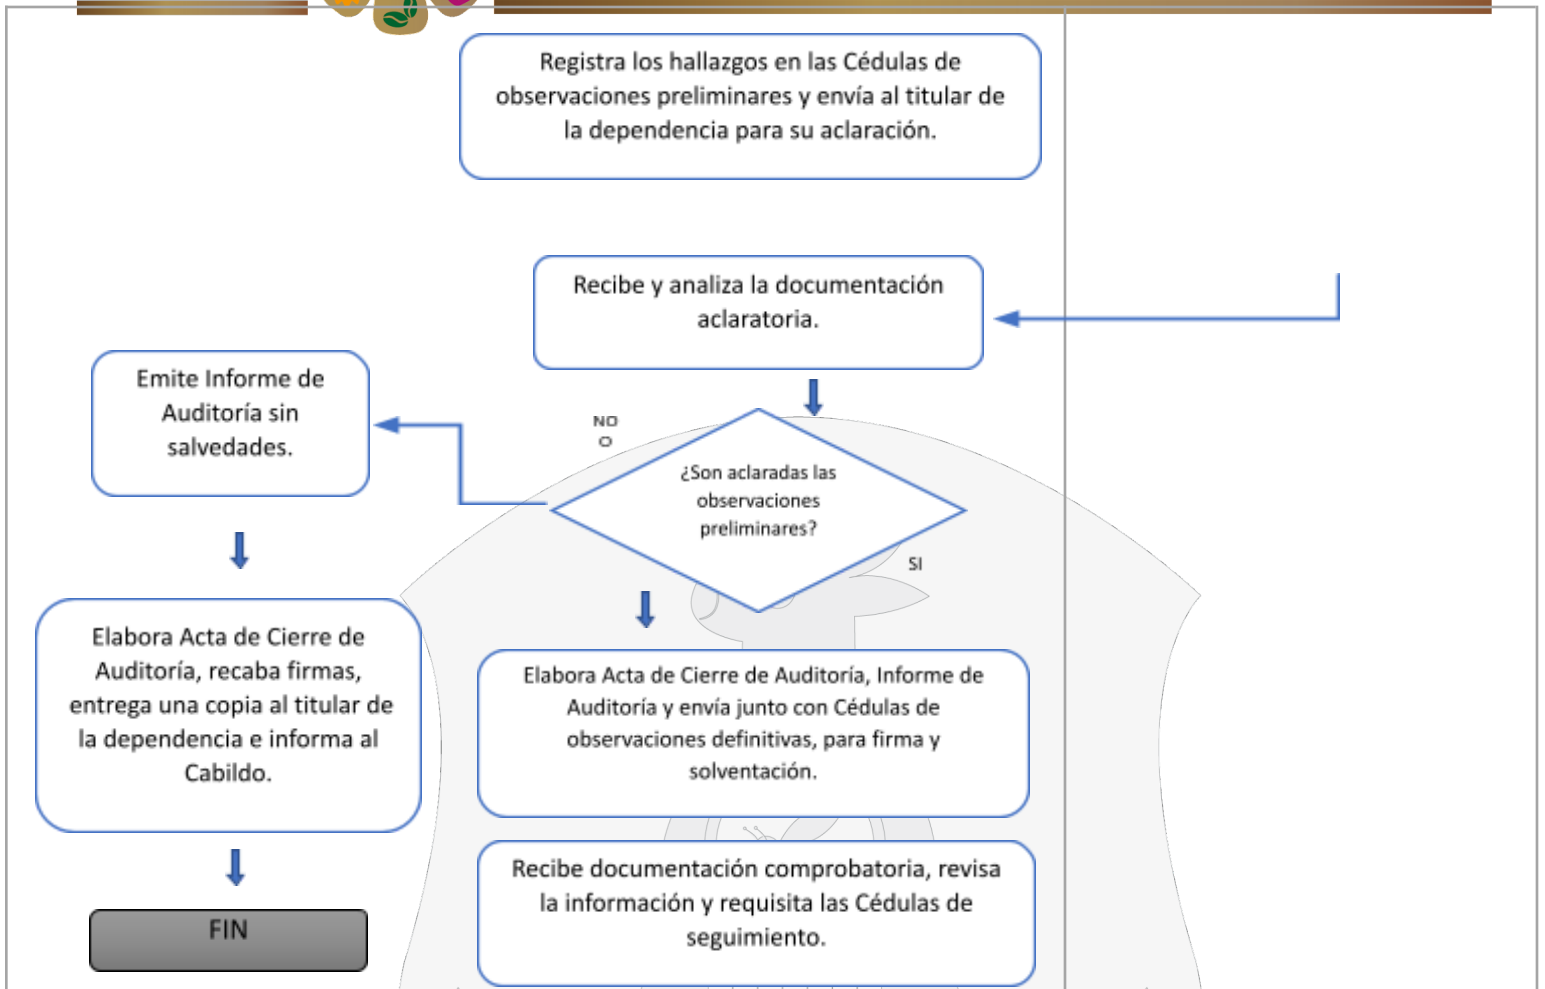 Registra los hallazgos en las Cédulas de
observaciones preliminares y envía al titular de
la dependencia para su aclaración.
Recibe y analiza la documentación
aclaratoria.
Emite Informe de
Auditoría sin
salvedades.
NO
O
¿Son aclaradas las
observaciones
preliminares?
SI
Elabora Acta de Cierre de
Auditoría, recaba firmas,
entrega una copia al titular de
la dependencia e informa al
Cabildo.
Elabora Acta de Cierre de Auditoría, Informe de
Auditoría y envía junto con Cédulas de
observaciones definitivas, para firma y
solventación.
Recibe documentación comprobatoria, revisa
la información y requisita las Cédulas de
seguimiento.
FIN